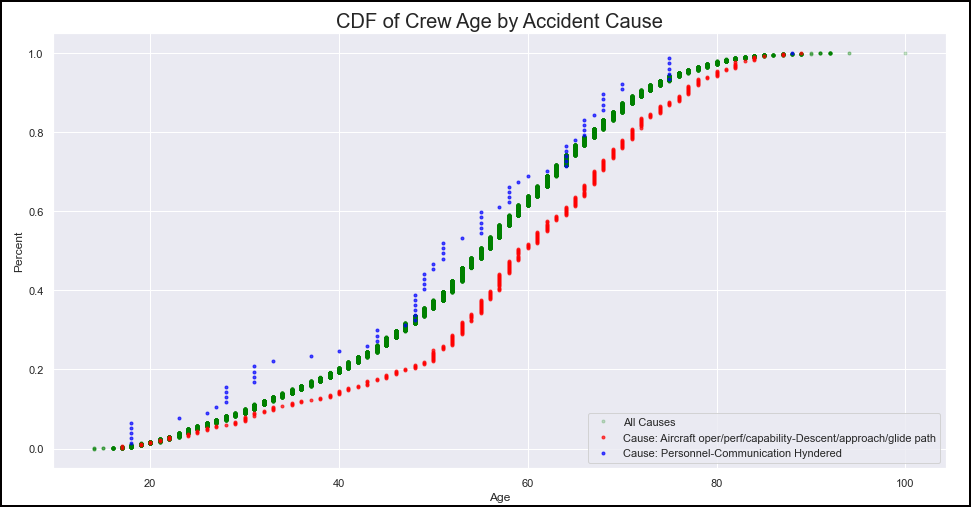 CDF of Crew Age by Accident Cause
1.0
0.8
0.6
0.4
0.2
0.0
Percent
20
40
60
80
100
Age
All Causes
Cause: Aircraft oper/perf/capability-Descent/approach/glide path
Cause: Personnel-Communication Hyndered